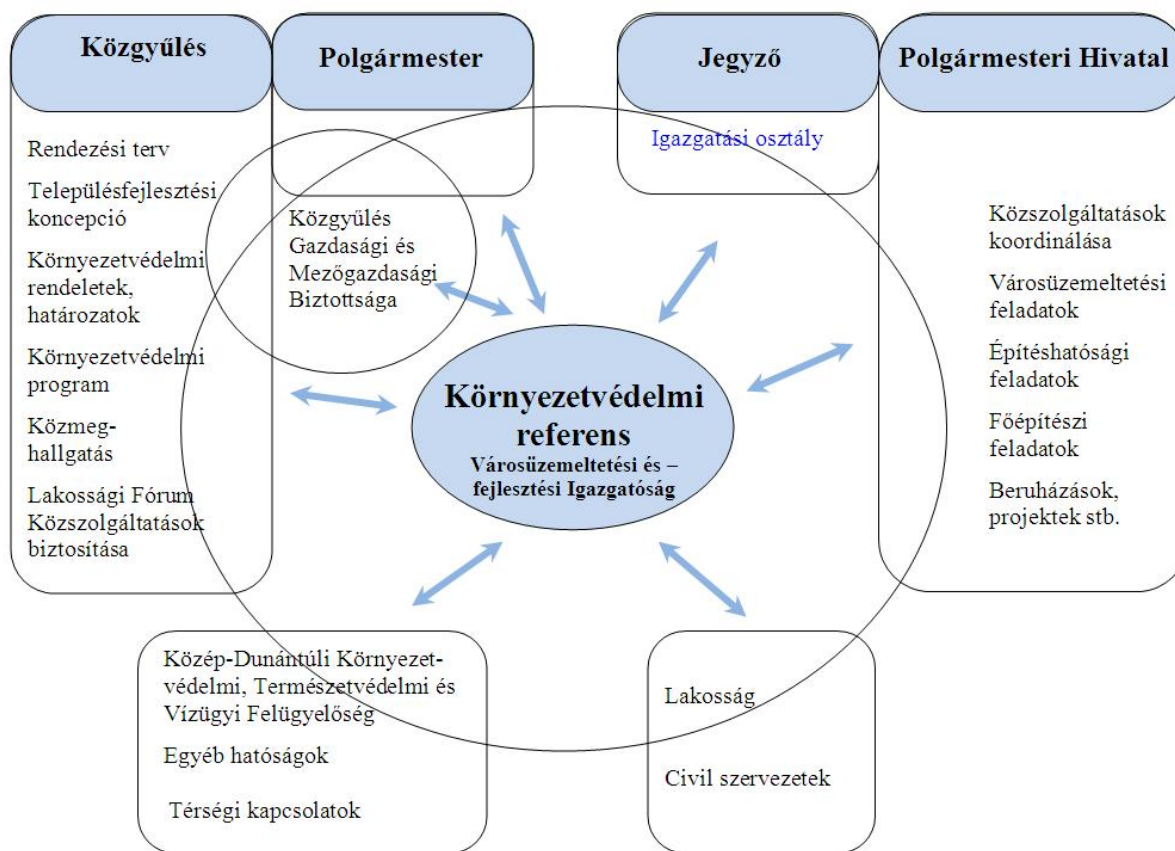 Közgyűlés
Rendezési terv
Településfejlesztési
koncepció
Környezetvédelmi
rendeletek,
határozatok
Környezetvédelmi
program
Közmeg-
hallgatás
Lakossági Fórum
Közszolgáltatások
biztosítása
Polgármester
Közgyűlés
Gazdasági és
Mezőgazdasági
Biztottsága
Jegyző
Igazgatási osztály
Polgármesteri Hivatal
Közszolgáltatások
koordinálása
Városüzemeltetési
feladatok
Építéshatósági
feladatok
Főépítészi
feladatok
Beruházások,
projektek stb.
Környezetvédelmi
referens
Városüzemeltetési és –
fejlesztési Igazgatóság
Közép-Dunántúli Környezet-
védelmi, Természetvédelmi és
Vízügyi Felügyelőség
Egyéb hatóságok
Térségi kapcsolatok
Lakosság
Civil szervezetek